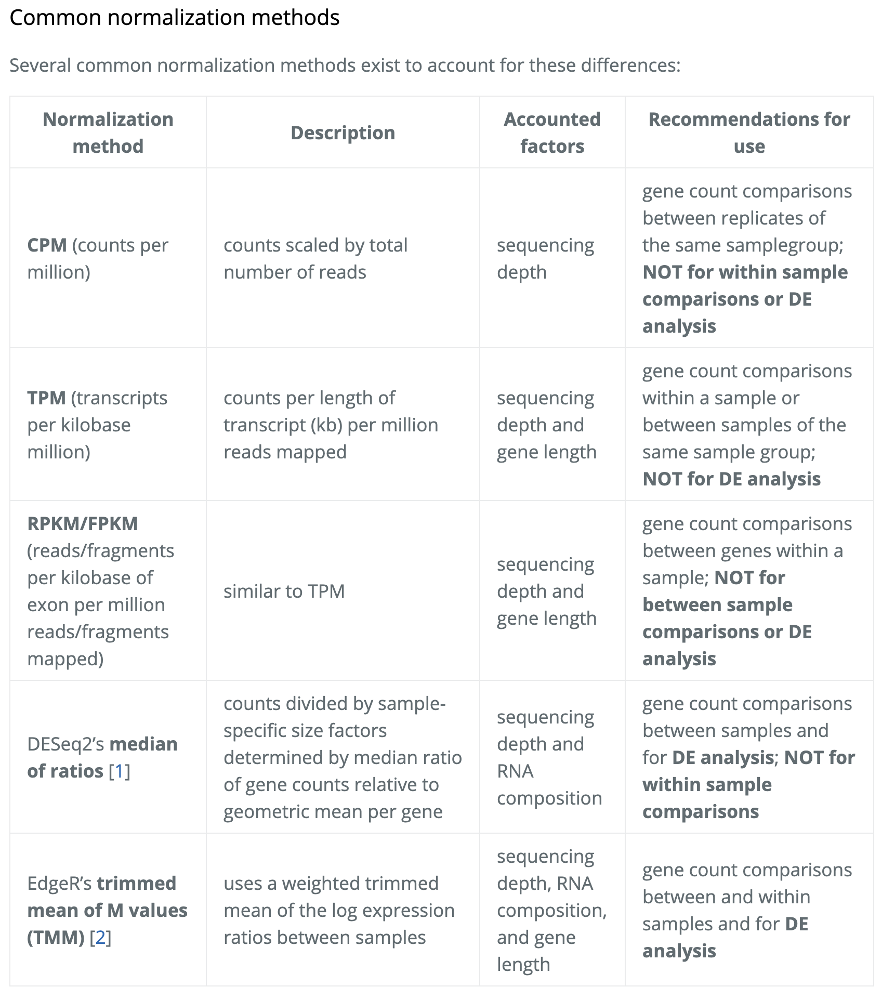 Common normalization methods
Several common normalization methods exist to account for these differences:
Normalization
method
Description
Accounted
factors
Recommendations for
use
CPM (counts per
million)
counts scaled by total
number of reads
sequencing
depth
gene count comparisons
between replicates of
the same samplegroup;
NOT for within sample
comparisons or DE
analysis
TPM (transcripts
per kilobase
million)
counts per length of
transcript (kb) per million
reads mapped
sequencing
depth and
gene length
gene count comparisons
within a sample or
between samples of the
same sample group;
NOT for DE analysis
RPKM/FPKM
(reads/fragments
per kilobase of
exon per million
reads/fragments
mapped)
similar to TPM
sequencing
depth and
gene length
gene count comparisons
between genes within a
sample; NOT for
between sample
comparisons or DE
analysis
DESeq2’s median
of ratios [1]
counts divided by sample-
specific size factors
determined by median ratio
of gene counts relative to
geometric mean per gene
sequencing
depth and
RNA
composition
gene count comparisons
between samples and
for DE analysis; NOT for
within sample
comparisons
EdgeR’s trimmed
mean of M values
(TMM) [2]
uses a weighted trimmed
mean of the log expression
ratios between samples
sequencing
depth, RNA
composition,
and gene
length
gene count comparisons
between and within
samples and for DE
analysis